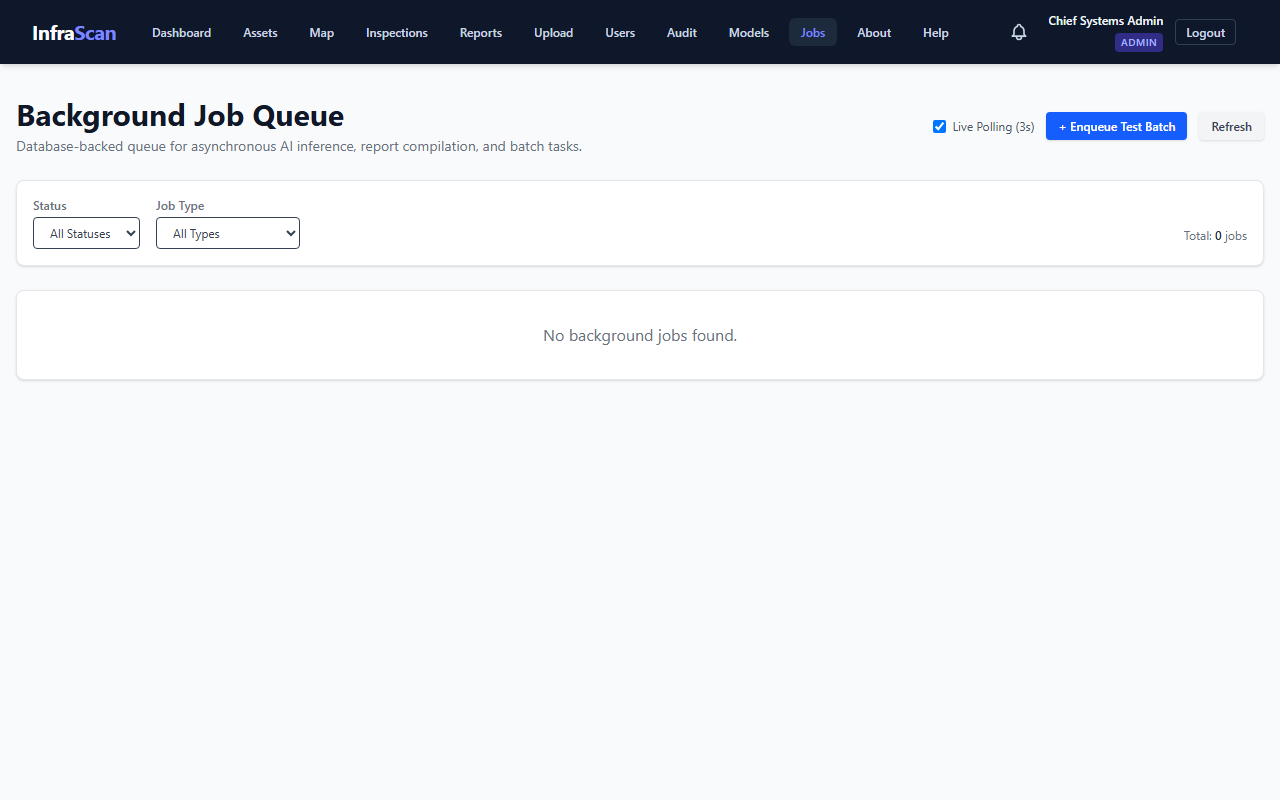 InfraScan Dashboard Assets Map Inspections Reports Upload Users Audit Models Jobs About Help Chief Systems Admin ADMIN Logout
Background Job Queue
Database-backed queue for asynchronous AI inference, report compilation, and batch tasks.
Live Polling (3s) + Enqueue Test Batch Refresh
Status Job Type
All Statuses All Types
Total: 0 jobs
No background jobs found.